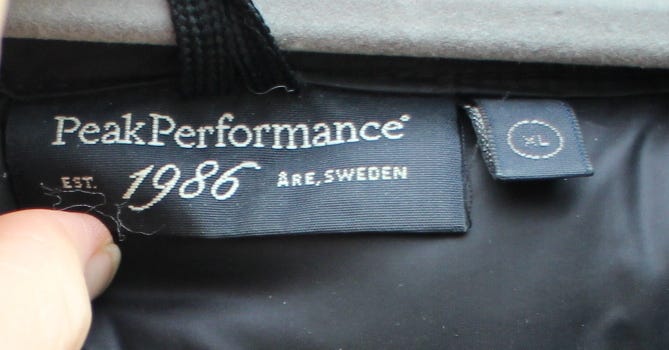 PeakPerformance®
EST. 1986 ÅRE, SWEDEN
XL